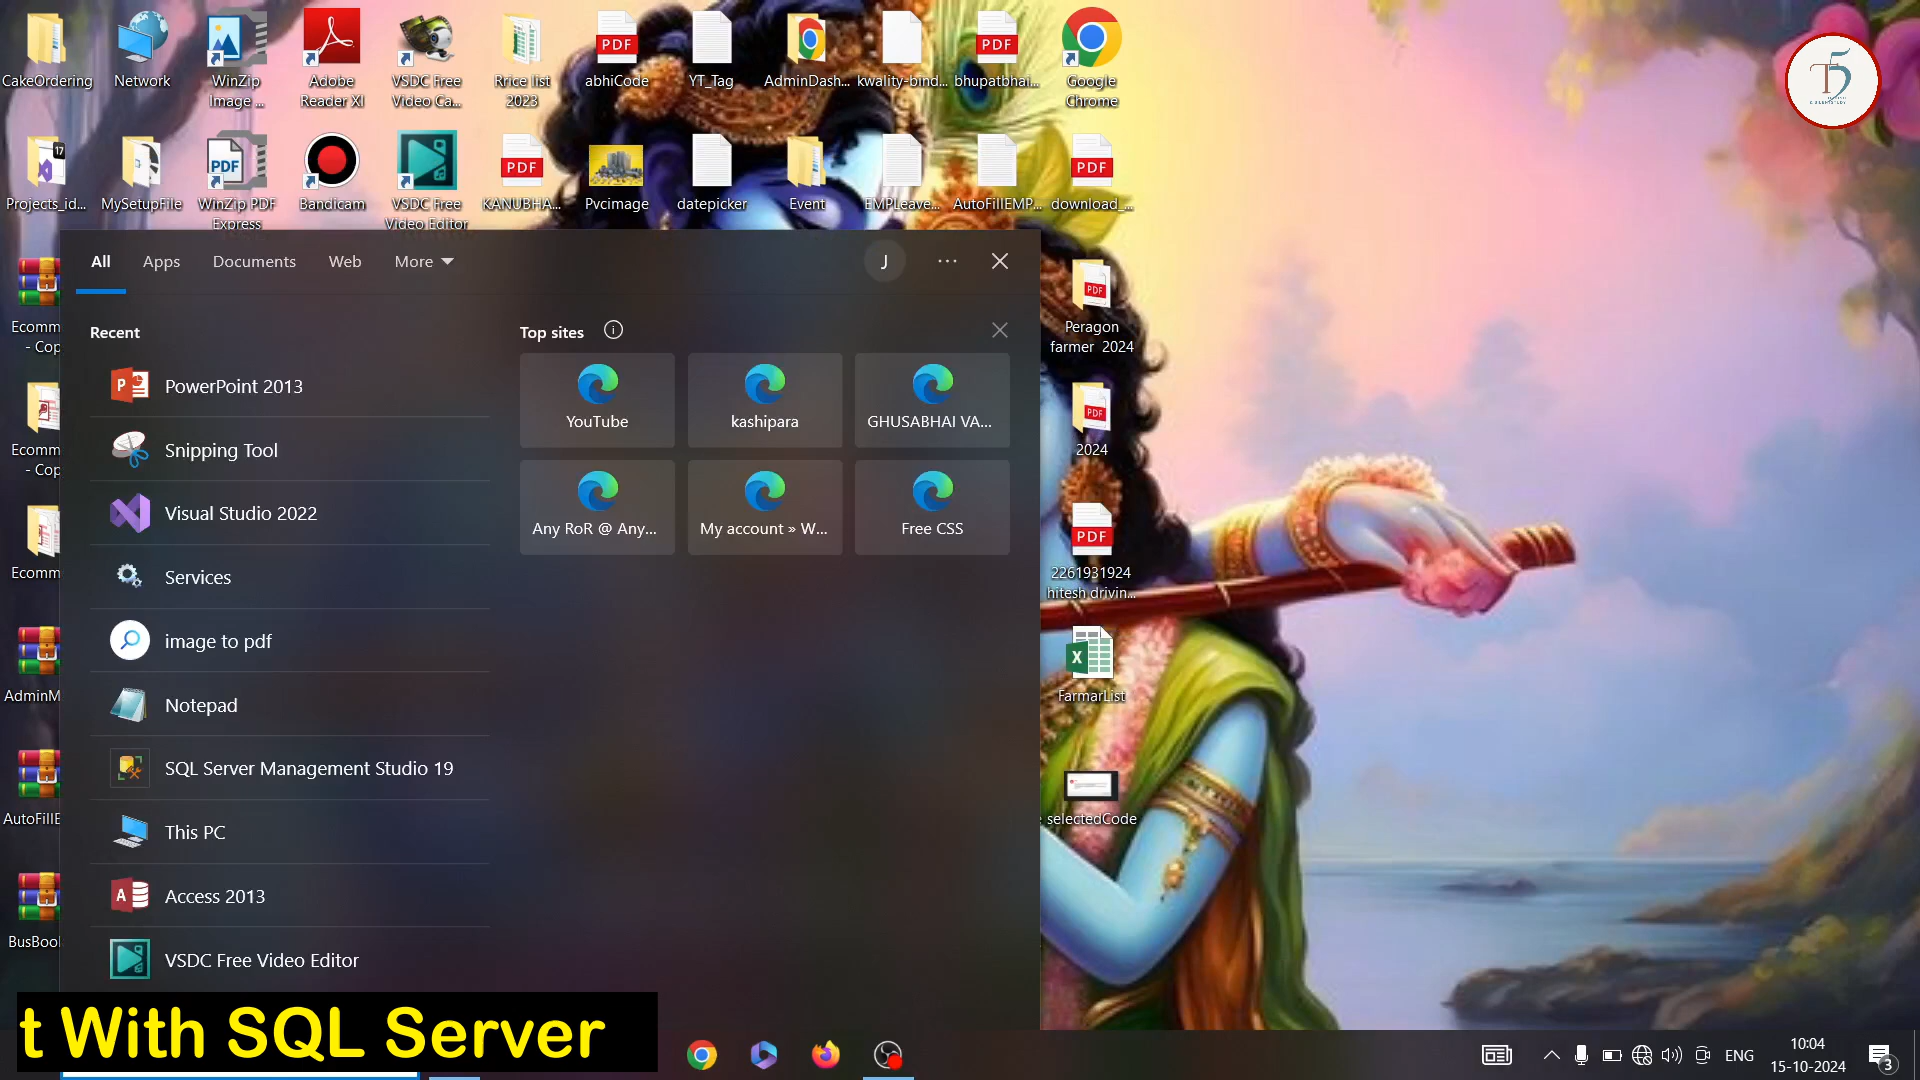 CakeOrdering
Network
WinZip
Image ...
Adobe
Reader XI
VSDC Free
Video Ca...
Rrice list
2023
abhiCode
YT_Tag
AdminDash...
kwality-bind...
bhupatbhai...
Google
Chrome
Projects_id...
MySetupFile
WinZip PDF
Express
Bandicam
VSDC Free
Video Editor
KANUBHA...
Pvcimage
datepicker
Event
EMPLeave...
AutoFillEMP...
download_...
All
Apps
Documents
Web
More
J
Ecomm
- Cop
Recent
Top sites
PowerPoint 2013
Snipping Tool
Visual Studio 2022
Services
image to pdf
Notepad
SQL Server Management Studio 19
This PC
Access 2013
VSDC Free Video Editor
YouTube
kashipara
GHUSABHAI VA...
Any RoR @ Any...
My account » W...
Free CSS
Ecomm
- Cop
Ecomm
AdminM
AutoFillE
BusBool
Peragon
farmer 2024
2024
2261931924
hitesh drivin...
FarmarList
selectedCode
t With SQL Server
ENG
10:04
15-10-2024
3